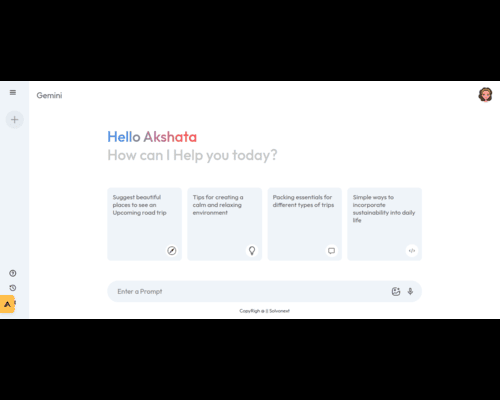 Gemini
Hello Akshata
How can I Help you today?
Suggest beautiful
places to see an
Upcoming road trip
Tips for creating a
calm and relaxing
environment
Packing essentials for
different types of trips
Simple ways to
incorporate
sustainability into daily
life
Enter a Prompt
CopyRigh @ || Solvonext